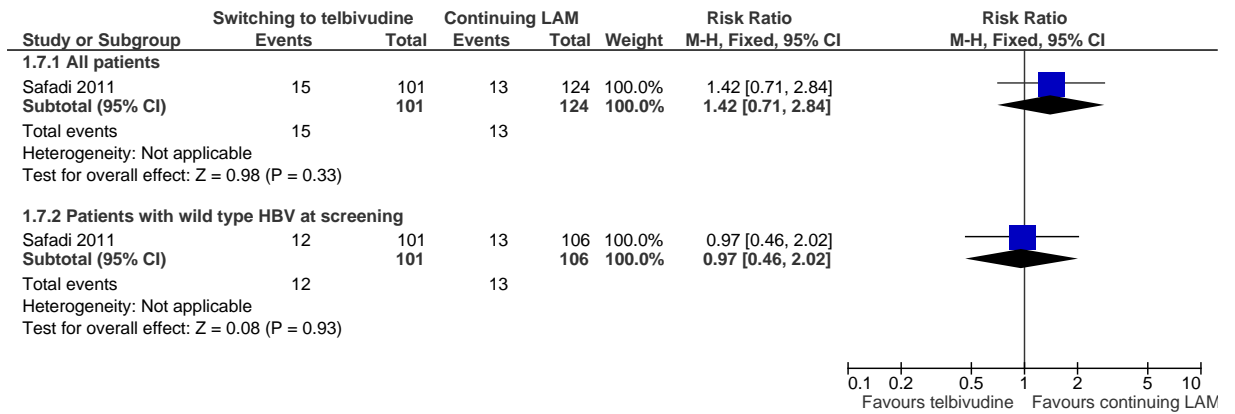 Switching to telbivudine Continuing LAM Risk Ratio Risk Ratio
Study or Subgroup Events Total Events Total Weight M-H, Fixed, 95% CI M-H, Fixed, 95% CI
1.7.1 All patients
Safadi 2011 15 101 13 124 100.0% 1.42 [0.71, 2.84]
Subtotal (95% CI) 101 124 100.0% 1.42 [0.71, 2.84]
Total events 15 13
Heterogeneity: Not applicable
Test for overall effect: Z = 0.98 (P = 0.33)
1.7.2 Patients with wild type HBV at screening
Safadi 2011 12 101 13 106 100.0% 0.97 [0.46, 2.02]
Subtotal (95% CI) 101 106 100.0% 0.97 [0.46, 2.02]
Total events 12 13
Heterogeneity: Not applicable
Test for overall effect: Z = 0.08 (P = 0.93)
0.1 0.2 0.5 1 2 5 10
Favours telbivudine Favours continuing LAM